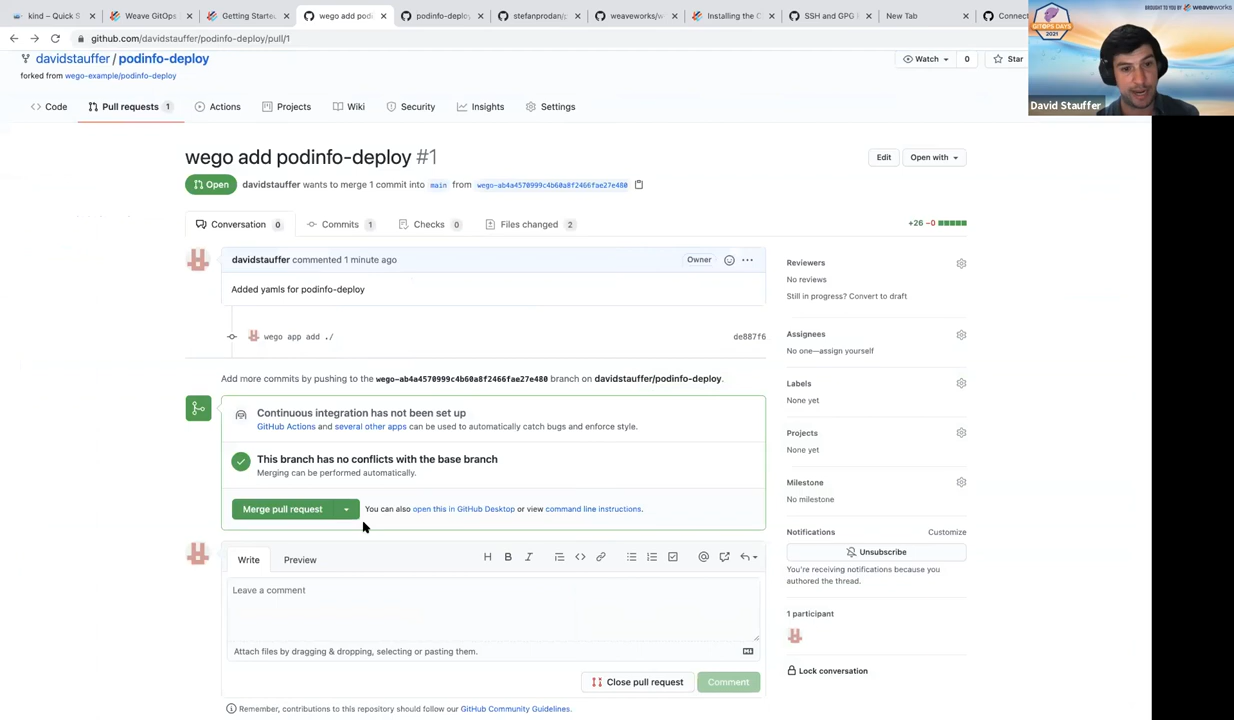 kind – Quick S
Weave GitOps
Getting Starte
wego add podi
podinfo-deploy
stefanprodan/p
weaveworks/w
Installing the C
SSH and GPG
New Tab
Connect
github.com/davidstauffer/podinfo-deploy/pull/1
BROUGHT TO YOU BY weaveworks
GITOPS DAYS 2021
David Stauffer
davidstauffer / podinfo-deploy
forked from wego-example/podinfo-deploy
Watch 0 Star
Code Pull requests 1 Actions Projects Wiki Security Insights Settings
wego add podinfo-deploy #1
Edit Open with
Open davidstauffer wants to merge 1 commit into main from wego-ab4a4570999c4b60a8f2466fae27e480
Conversation 0 Commits 1 Checks 0 Files changed 2
+26 −0
davidstauffer commented 1 minute ago Owner
Added yamls for podinfo-deploy
wego app add ./ de887f6
Add more commits by pushing to the wego-ab4a4570999c4b60a8f2466fae27e480 branch on davidstauffer/podinfo-deploy.
Continuous integration has not been set up
GitHub Actions and several other apps can be used to automatically catch bugs and enforce style.
This branch has no conflicts with the base branch
Merging can be performed automatically.
Merge pull request You can also open this in GitHub Desktop or view command line instructions.
Write Preview
Leave a comment
Attach files by dragging & dropping, selecting or pasting them.
Close pull request Comment
Remember, contributions to this repository should follow our GitHub Community Guidelines.
Reviewers
No reviews
Still in progress? Convert to draft
Assignees
No one—assign yourself
Labels
None yet
Projects
None yet
Milestone
No milestone
Notifications Customize
Unsubscribe
You're receiving notifications because you
authored the thread.
1 participant
Lock conversation